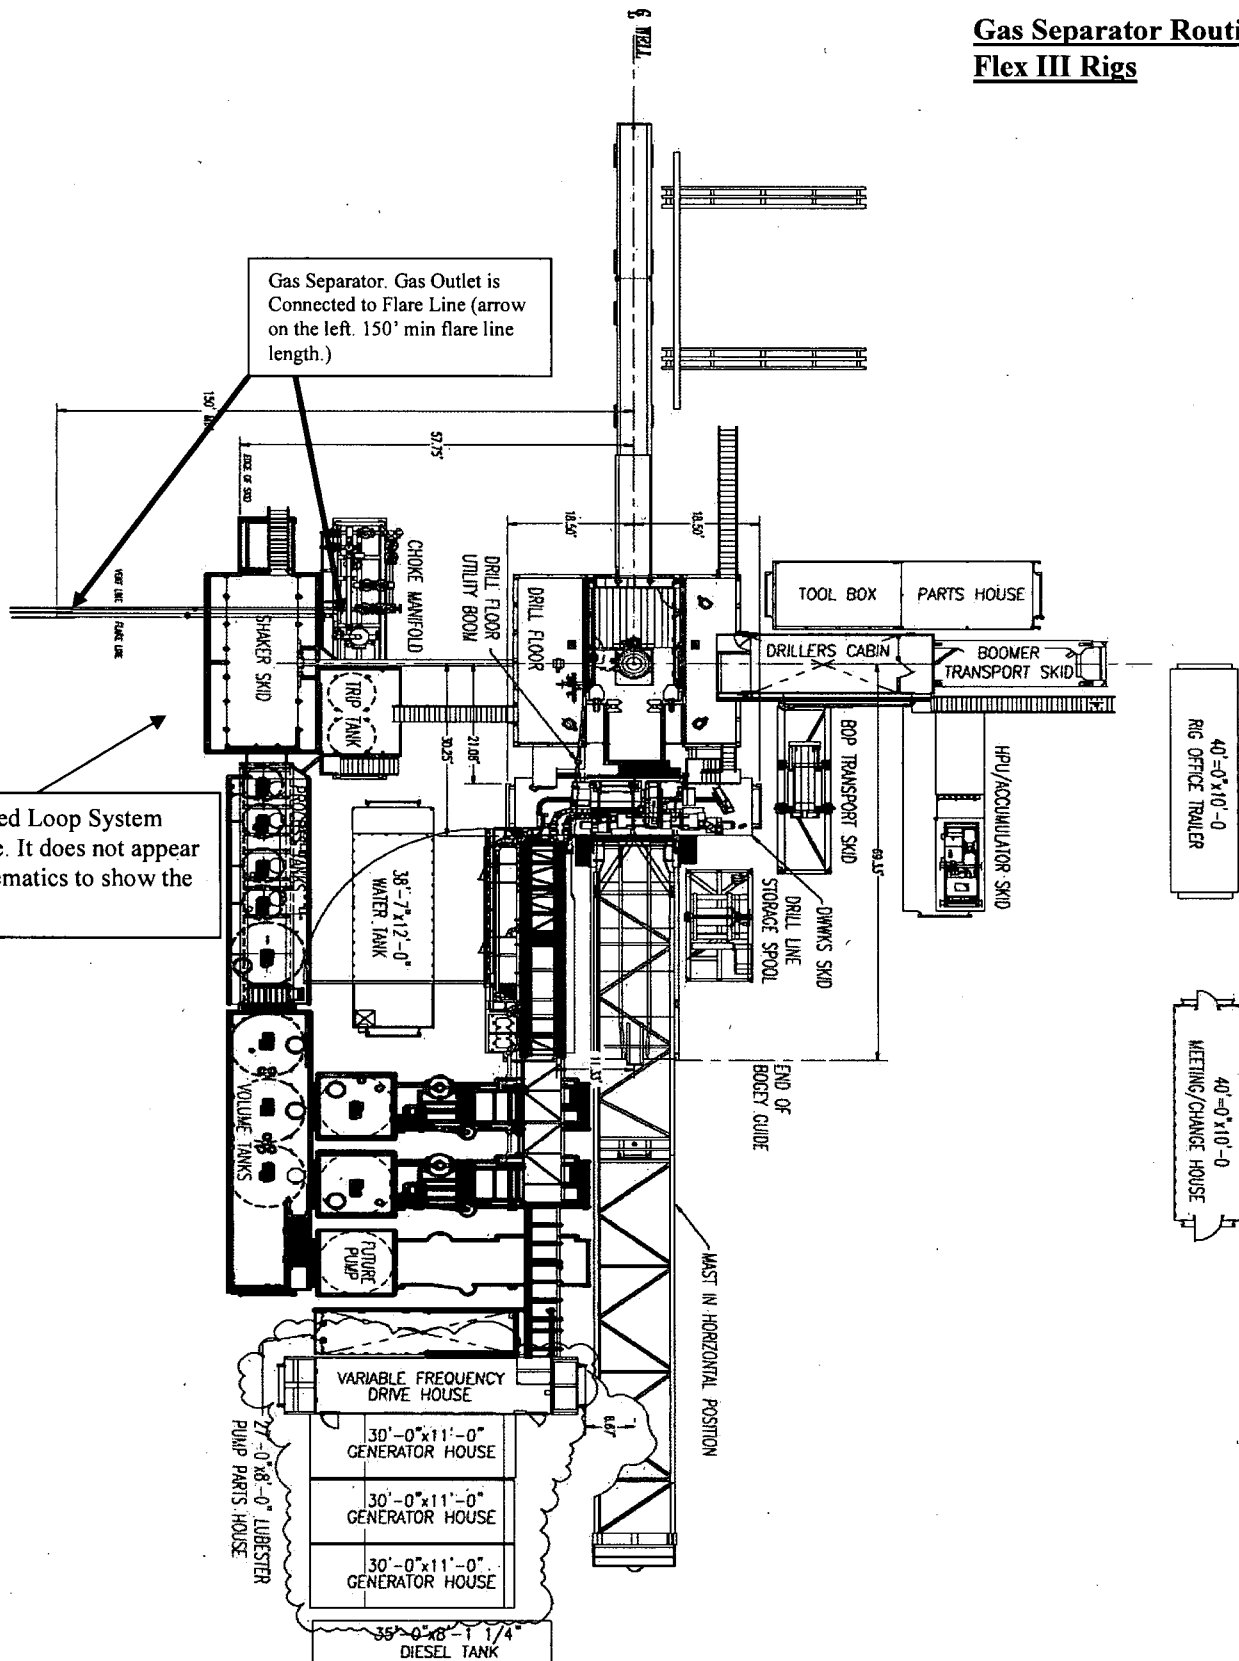 Gas Separator Routi
Flex III Rigs
WELL
Gas Separator. Gas Outlet is
Connected to Flare Line (arrow
on the left. 150' min flare line
length.)
57.75'
EDGE OF SKID
18.50'
18.50'
CHOKE MANIFOLD
DRILL FLOOR
UTILITY BOOM
DRILL FLOOR
TOOL BOX
PARTS HOUSE
VENT LINE
FLARE LINE
SHAKER SKID
TRIP TANK
DRILLERS CABIN
BOOMER
TRANSPORT SKID
30.25'
21.08'
BOP TRANSPORT SKID
HPU/ACCUMULATOR SKID
40'=0"x10'-0
RIG OFFICE TRAILER
ed Loop System
e. It does not appear
ematics to show the
38'-7"x12'-0"
WATER TANK
DWWKS SKID
DRILL LINE
STORAGE SPOOL
69.33'
11.33'
END OF
BOGEY GUIDE
40'=0"x10'-0
MEETING/CHANGE HOUSE
VOLUME TANKS
FUTURE
PUMP
MAST IN HORIZONTAL POSITION
VARIABLE FREQUENCY
DRIVE HOUSE
6.67'
27'-0"x8'-0" LUBESTER
PUMP PARTS HOUSE
30'-0"x11'-0"
GENERATOR HOUSE
30'-0"x11'-0"
GENERATOR HOUSE
30'-0"x11'-0"
GENERATOR HOUSE
35'-0"x8'-1 1/4"
DIESEL TANK